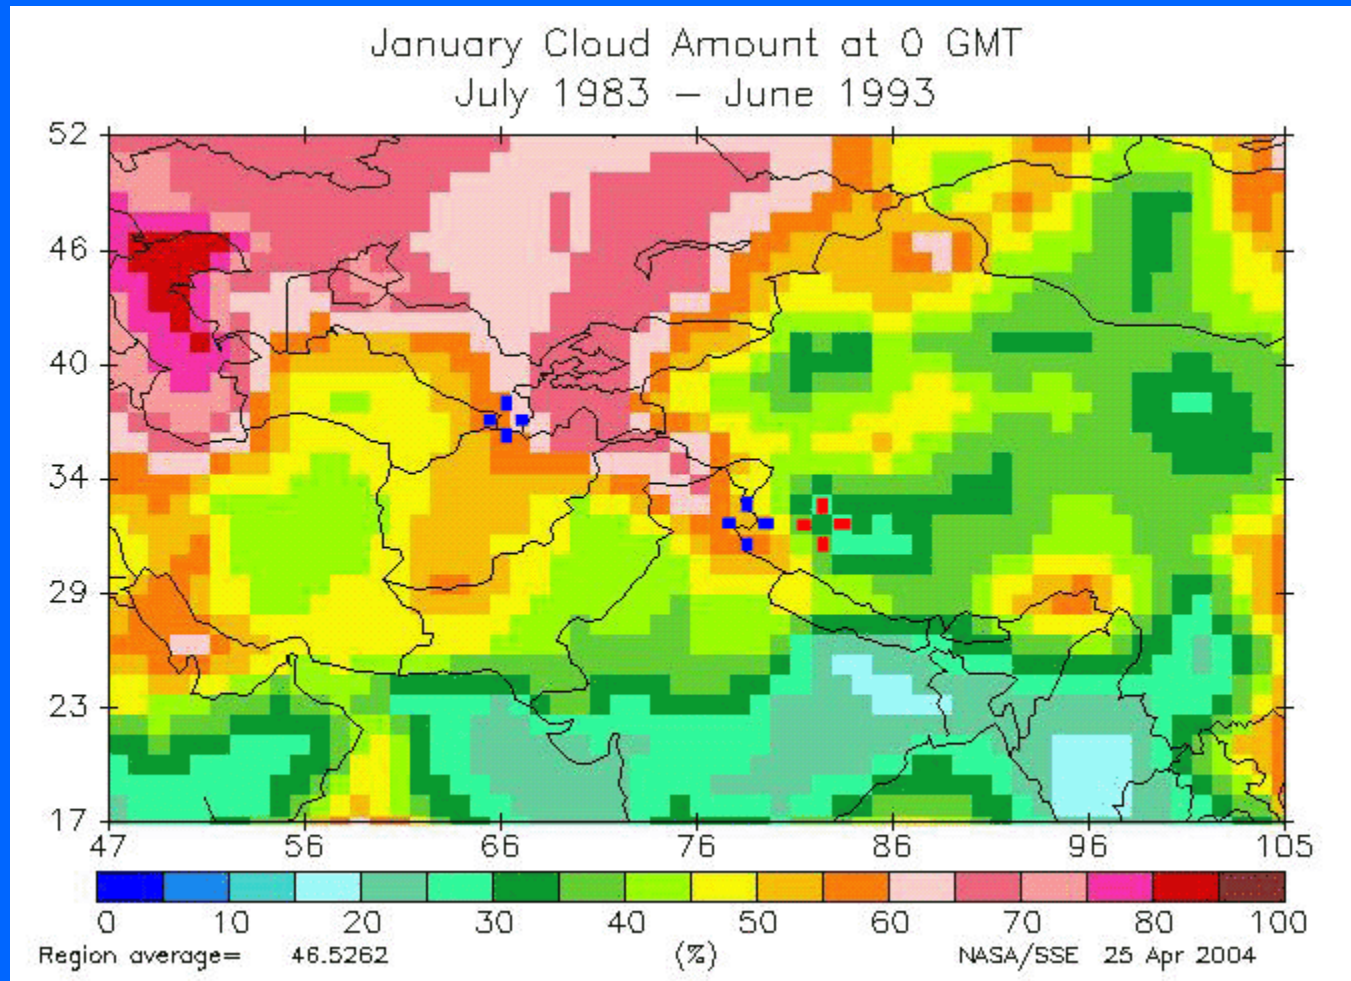 January Cloud Amount at 0 GMT
July 1983 – June 1993
52
46
40
34
29
23
17
47 56 66 76 86 96 105
0 10 20 30 40 50 60 70 80 100
Region average= 46.5262 (%) NASA/SSE 25 Apr 2004